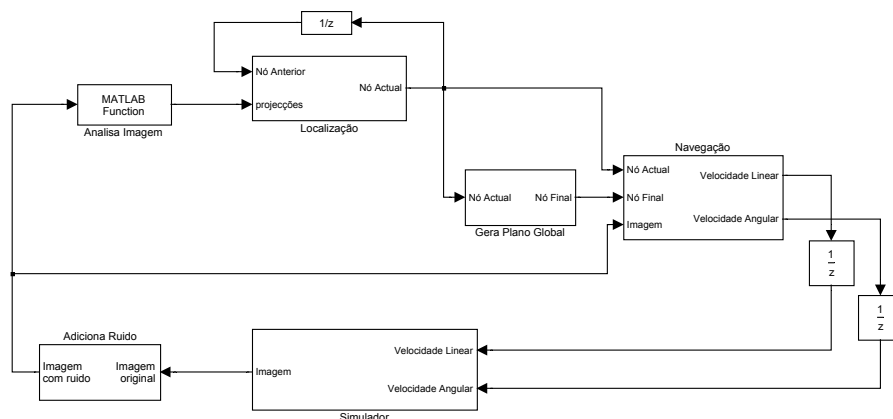 1/z
Nó Anterior
Nó Actual
projecções
Localização
MATLAB
Function
Analisa Imagem
Navegação
Nó Actual
Velocidade Linear
Nó Final
Velocidade Angular
Imagem
Nó Actual
Nó Final
Gera Plano Global
1
z
1
z
Adiciona Ruido
Imagem
com ruido
Imagem
original
Imagem
Velocidade Linear
Velocidade Angular
Simulador